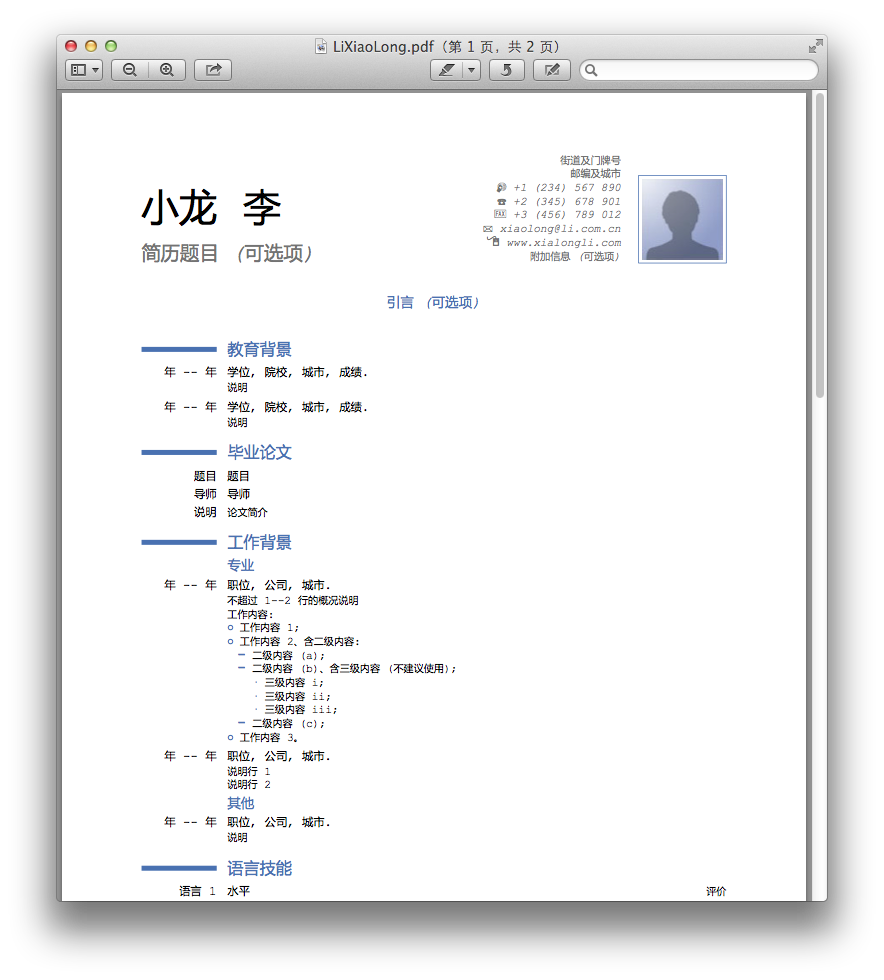 LiXiaoLong.pdf（第 1 页，共 2 页）
街道及门牌号
邮编及城市
+1 (234) 567 890
+2 (345) 678 901
FAX +3 (456) 789 012
xiaolong@li.com.cn
www.xialongli.com
附加信息 (可选项)
小龙 李
简历题目 (可选项)
引言 (可选项)
教育背景
年 -- 年 学位, 院校, 城市, 成绩.
说明
年 -- 年 学位, 院校, 城市, 成绩.
说明
毕业论文
题目 题目
导师 导师
说明 论文简介
工作背景
专业
年 -- 年 职位, 公司, 城市.
不超过 1--2 行的概况说明
工作内容:
工作内容 1;
工作内容 2、含二级内容:
– 二级内容 (a);
– 二级内容 (b)、含三级内容 (不建议使用);
· 三级内容 i;
· 三级内容 ii;
· 三级内容 iii;
– 二级内容 (c);
工作内容 3。
年 -- 年 职位, 公司, 城市.
说明行 1
说明行 2
其他
年 -- 年 职位, 公司, 城市.
说明
语言技能
语言 1 水平 评价